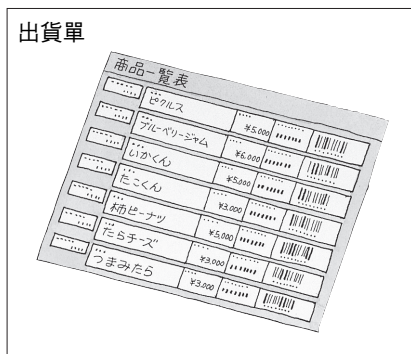 出貨單
商品一覧表
ピクルス ¥5,000
ブルーベリージャム ¥6,000
いかくん ¥5,000
たこくん ¥3,000
柿ピーナツ ¥5,000
たらチーズ ¥3,000
つまみたら ¥3,000